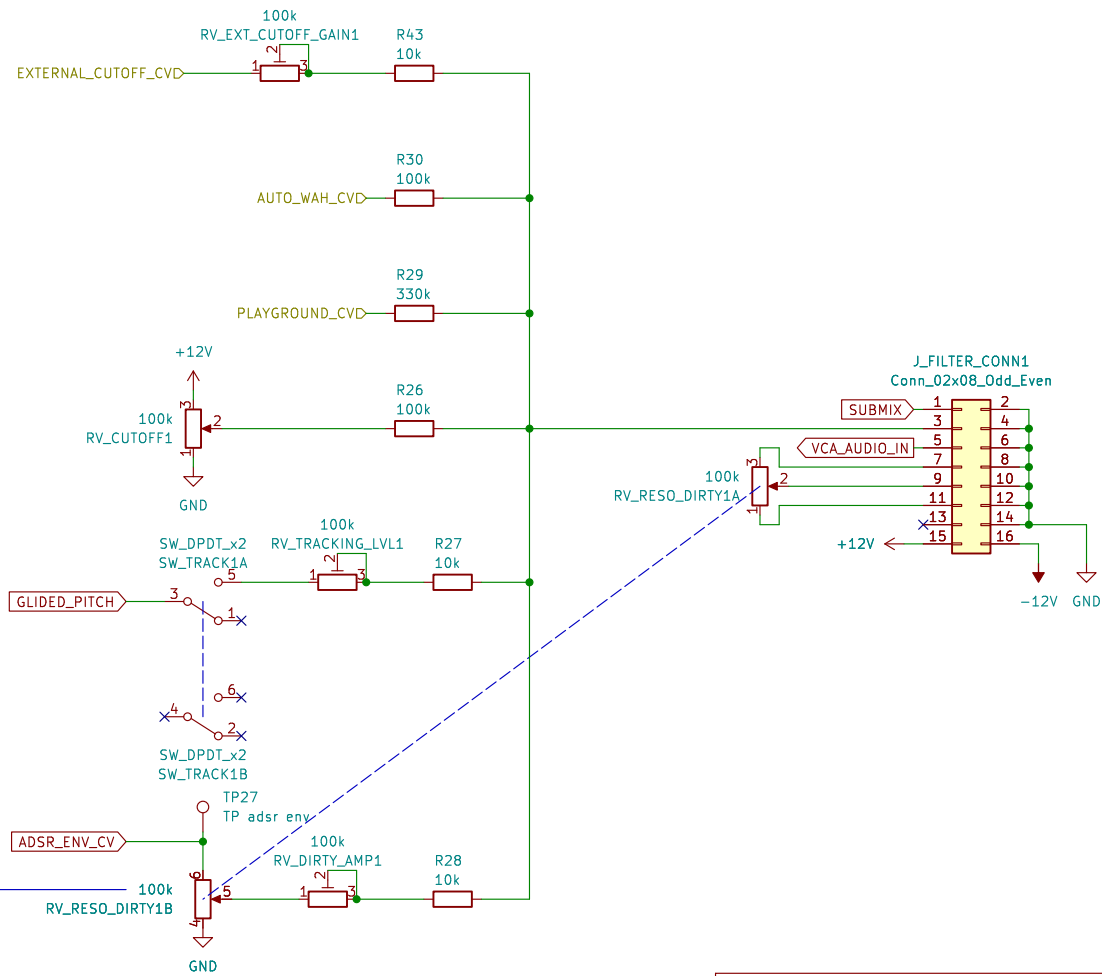 100k
RV_EXT_CUTOFF_GAIN1
EXTERNAL_CUTOFF_CV
1
2
3
R43
10k
R30
100k
AUTO_WAH_CV
R29
330k
PLAYGROUND_CV
+12V
100k
RV_CUTOFF1
3
2
1
GND
R26
100k
J_FILTER_CONN1
Conn_02x08_Odd_Even
SUBMIX
VCA_AUDIO_IN
1
2
3
4
5
6
7
8
9
10
11
12
13
14
15
16
+12V
-12V
GND
100k
RV_RESO_DIRTY1A
3
2
1
SW_DPDT_x2
SW_TRACK1A
GLIDED_PITCH
3
5
1
100k
RV_TRACKING_LVL1
1
2
3
R27
10k
4
6
2
SW_DPDT_x2
SW_TRACK1B
TP27
TP adsr env
ADSR_ENV_CV
100k
RV_RESO_DIRTY1B
6
5
4
GND
100k
RV_DIRTY_AMP1
1
2
3
R28
10k